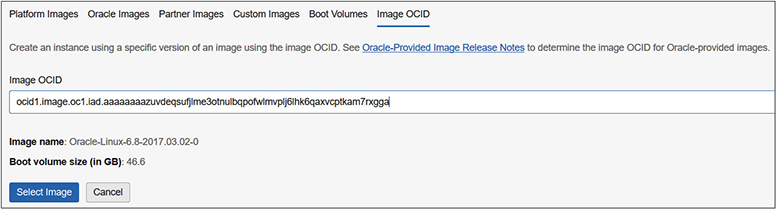 Platform Images Oracle Images Partner Images Custom Images Boot Volumes Image OCID
Create an instance using a specific version of an image using the image OCID. See Oracle-Provided Image Release Notes to determine the image OCID for Oracle-provided images.
Image OCID
ocid1.image.oc1.iad.aaaaaaaazuvdeqsufjlme3otnulbqpofwlmvplj6lhk6qaxvcptkam7rxgga
Image name: Oracle-Linux-6.8-2017.03.02-0
Boot volume size (in GB): 46.6
Select Image Cancel